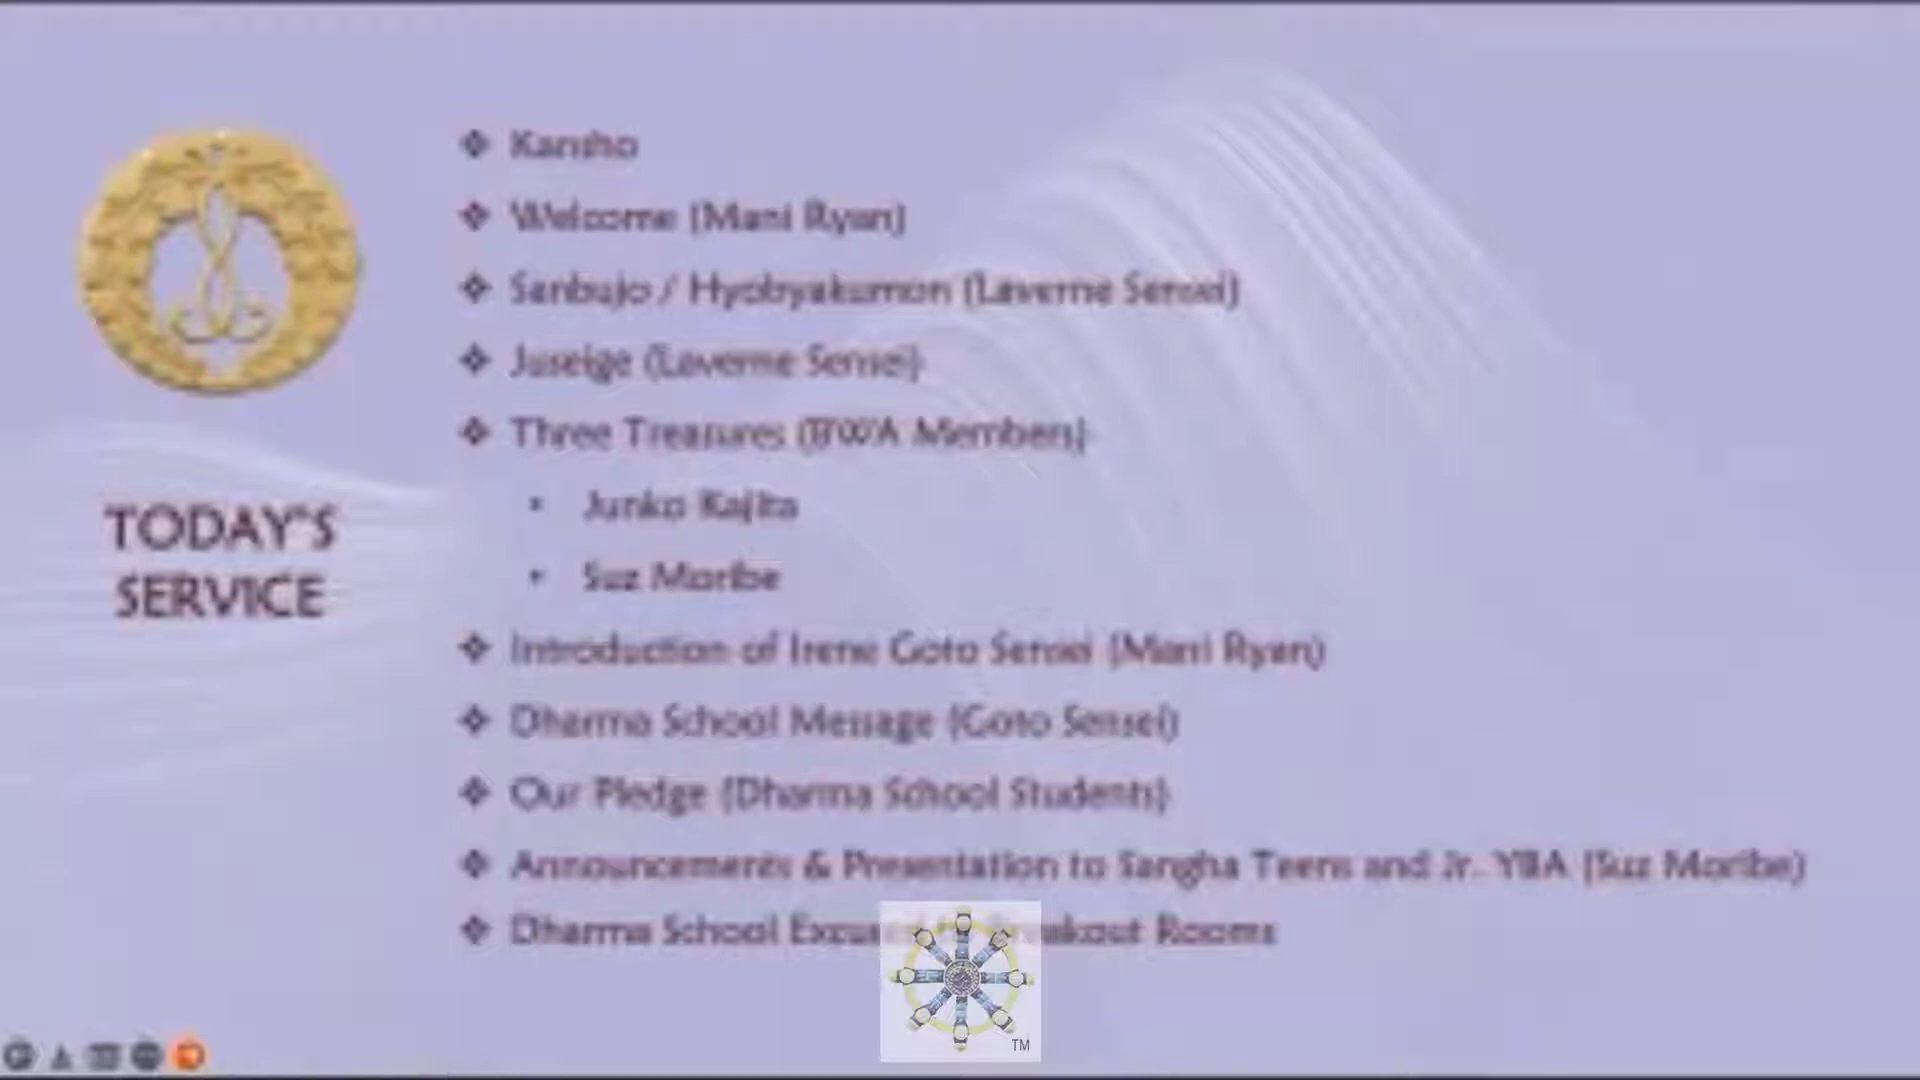 TODAY'S
SERVICE
❖ Kansho
❖ Welcome (Mani Ryan)
❖ Sanbujo / Hyobyakumon (Laverne Sensei)
❖ Juseige (Laverne Sensei)
❖ Three Treasures (BWA Members)
• Junko Kajita
• Suz Moribe
❖ Introduction of Irene Goto Sensei (Mani Ryan)
❖ Dharma School Message (Goto Sensei)
❖ Our Pledge (Dharma School Students)
❖ Announcements & Presentation to Sangha Teens and Jr. YBA (Suz Moribe)
❖ Dharma School Rooms
TM